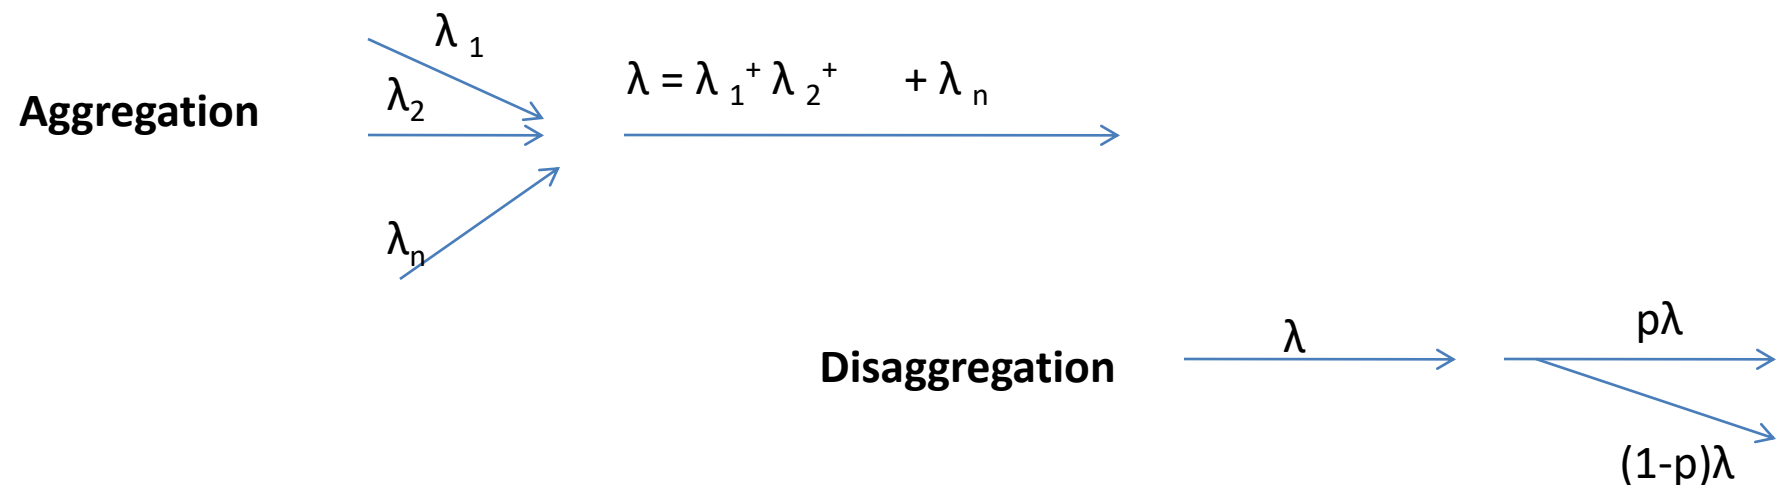 λ 1
λ = λ 1 + λ 2 + + λ n
λ2
Aggregation
λn
λ
pλ
Disaggregation
(1-p)λ